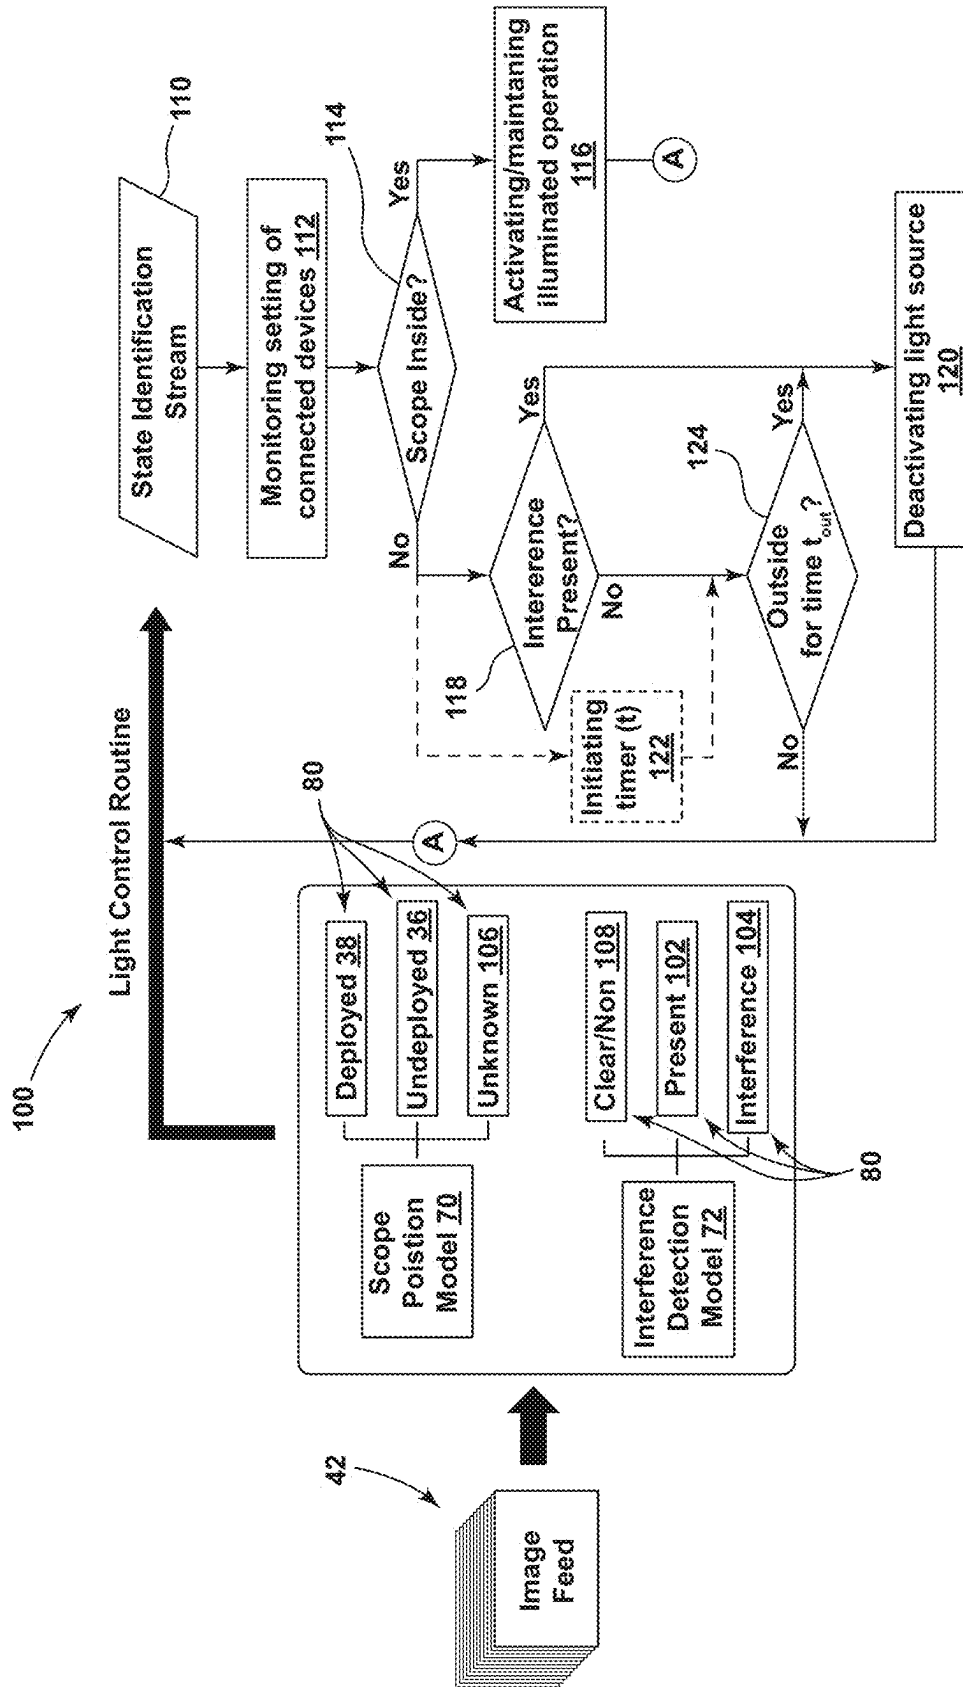 100
Light Control Routine
42
Image
Feed
Scope
Poistion
Model 70
Deployed 38
Undeployed 36
Unknown 106
80
Interference
Detection
Model 72
Clear/Non 108
Present 102
Interference 104
80
A
State Identification
Stream
110
Monitoring setting of
connected devices 112
Scope Inside?
114
Yes
No
Activating/maintaning
illuminated operation
116
A
Intererence
Present?
118
Yes
No
Initiating
timer (t)
122
Outside
for time tout ?
124
Yes
No
Deactivating light source
120